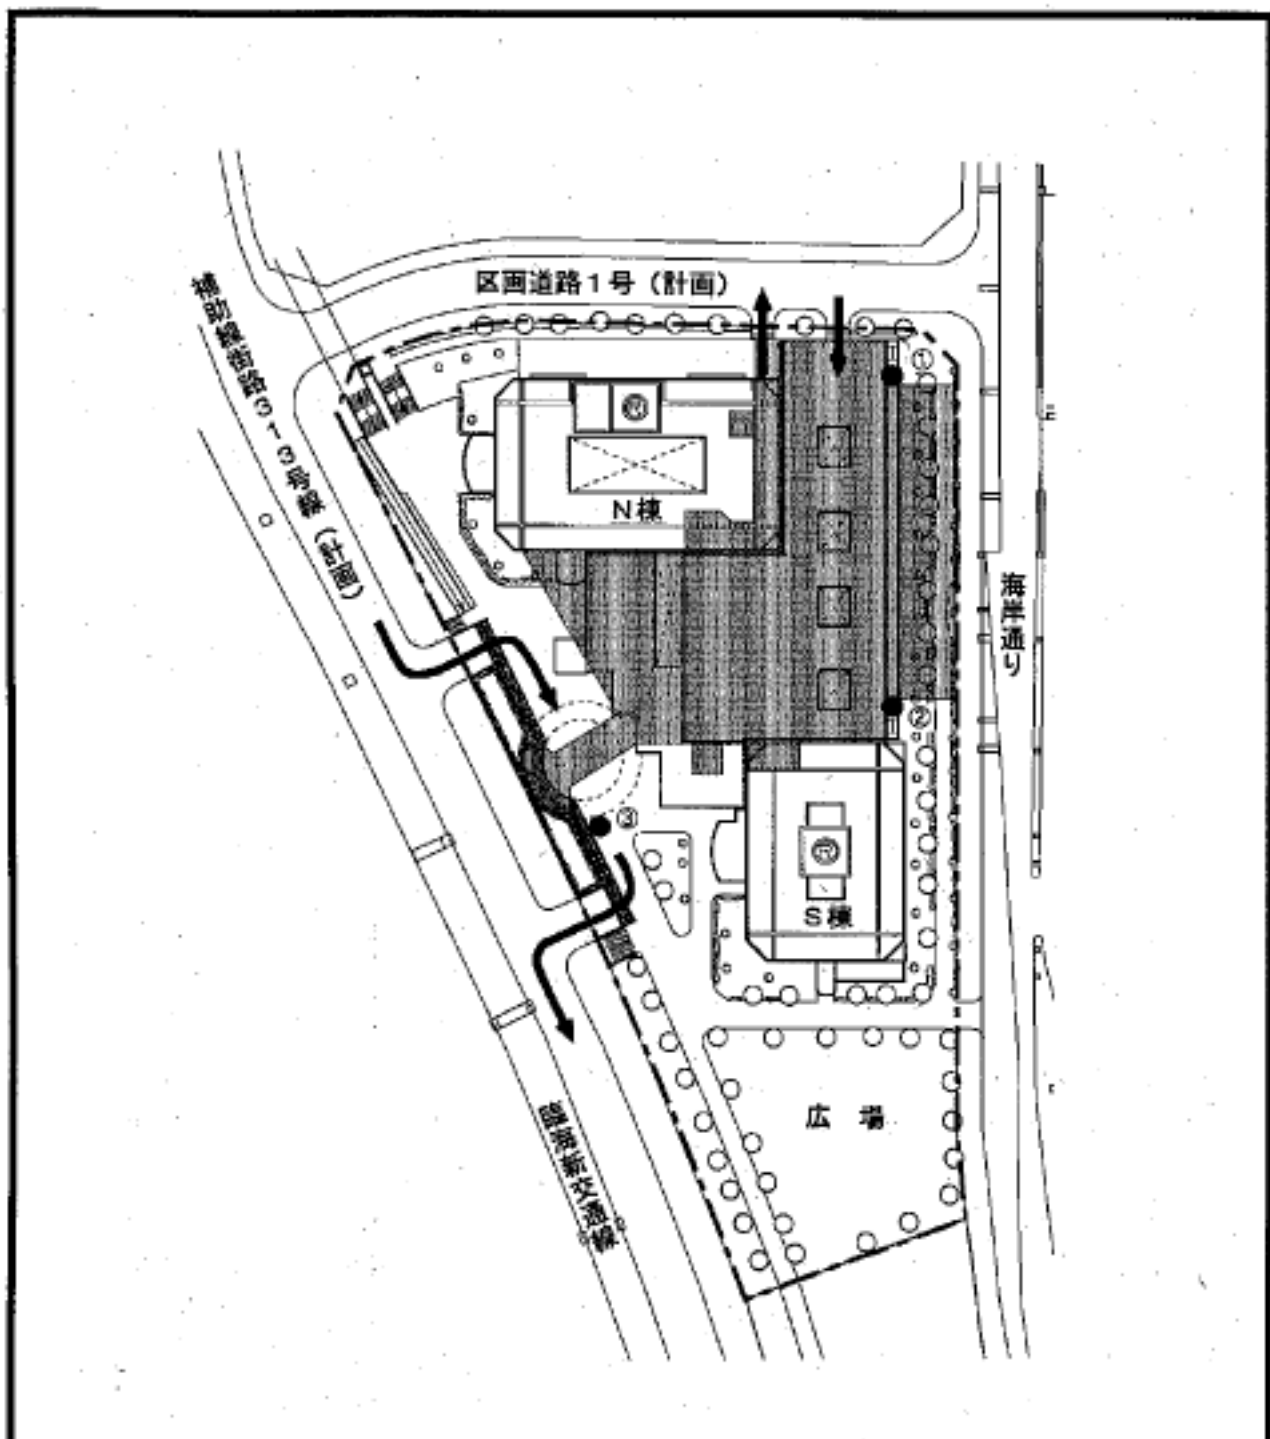 区画道路1号（計画）
補助線街路313号線（計画）
①
Ⓡ
N棟
海岸通り
②
③
Ⓡ
S棟
広場
臨海新交通線